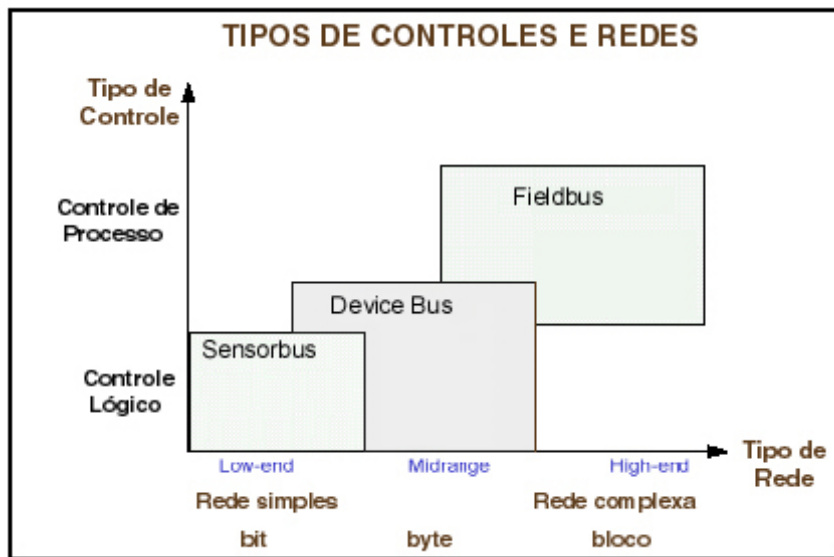 TIPOS DE CONTROLES E REDES
Tipo de
Controle
Controle de
Processo
Fieldbus
Device Bus
Sensorbus
Controle
Lógico
Low-end Midrange High-end
Tipo de
Rede
Rede simples Rede complexa
bit byte bloco